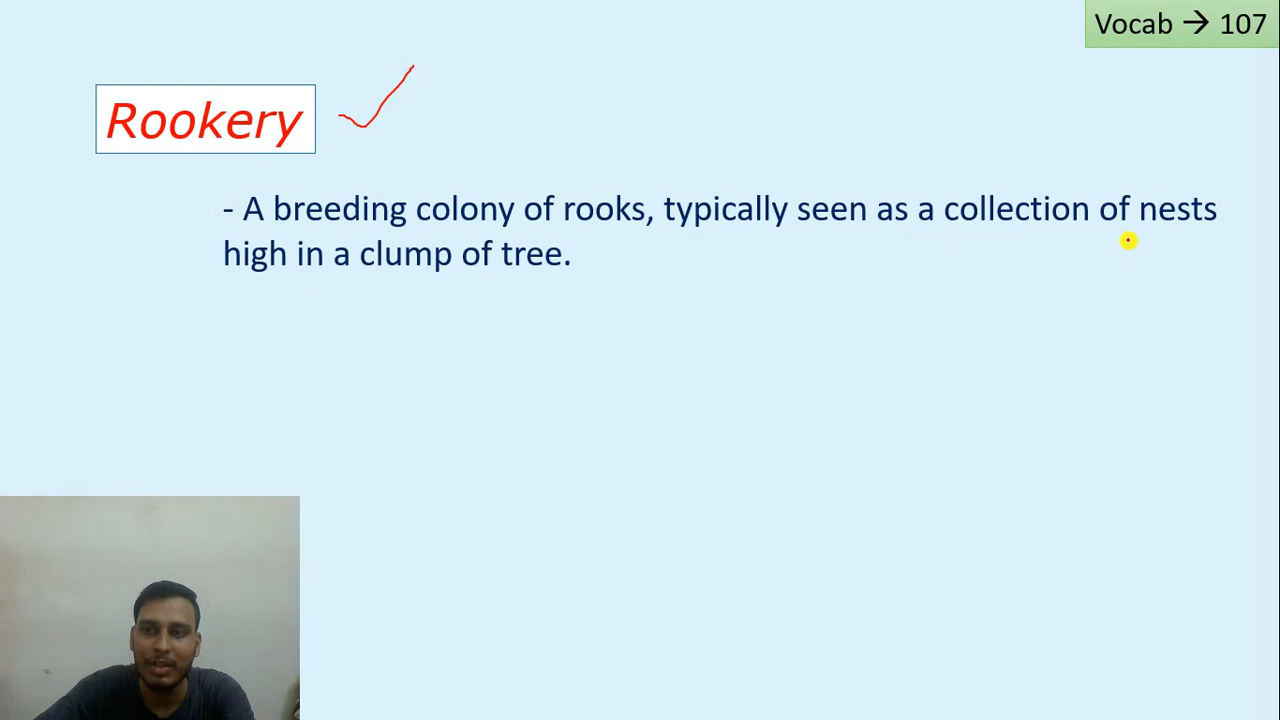 Vocab → 107
Rookery
- A breeding colony of rooks, typically seen as a collection of nests
high in a clump of tree.